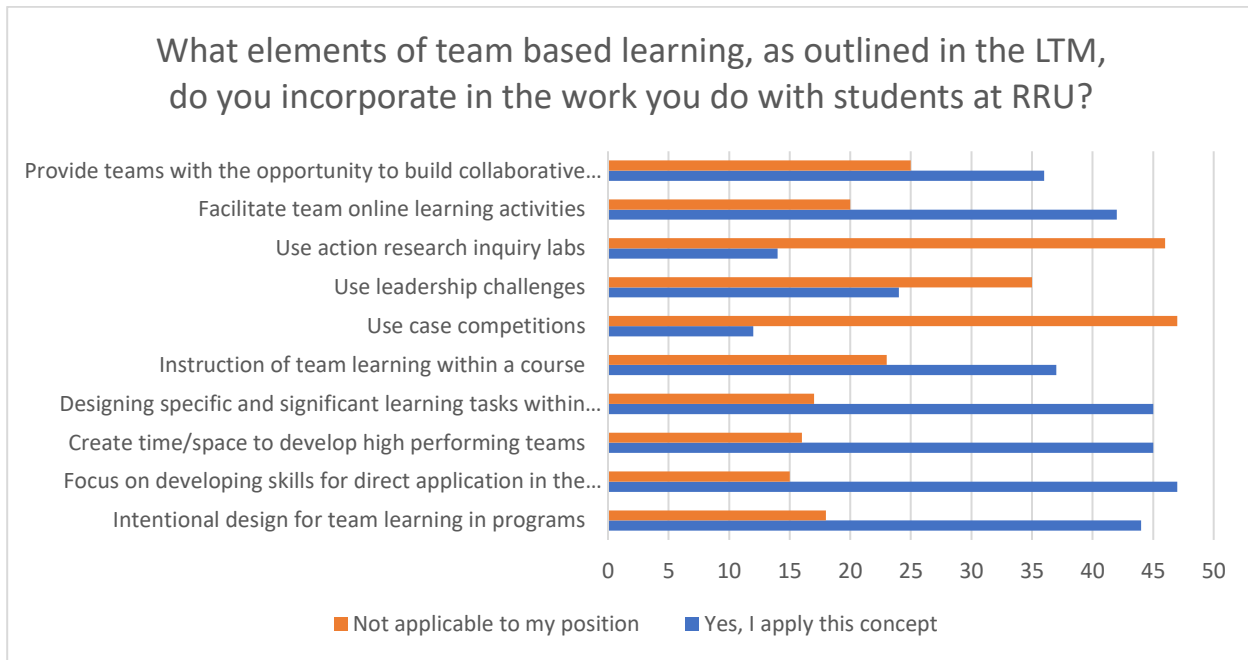 What elements of team based learning, as outlined in the LTM,
do you incorporate in the work you do with students at RRU?
Provide teams with the opportunity to build collaborative...
Facilitate team online learning activities
Use action research inquiry labs
Use leadership challenges
Use case competitions
Instruction of team learning within a course
Designing specific and significant learning tasks within...
Create time/space to develop high performing teams
Focus on developing skills for direct application in the...
Intentional design for team learning in programs
0 5 10 15 20 25 30 35 40 45 50
Not applicable to my position Yes, I apply this concept